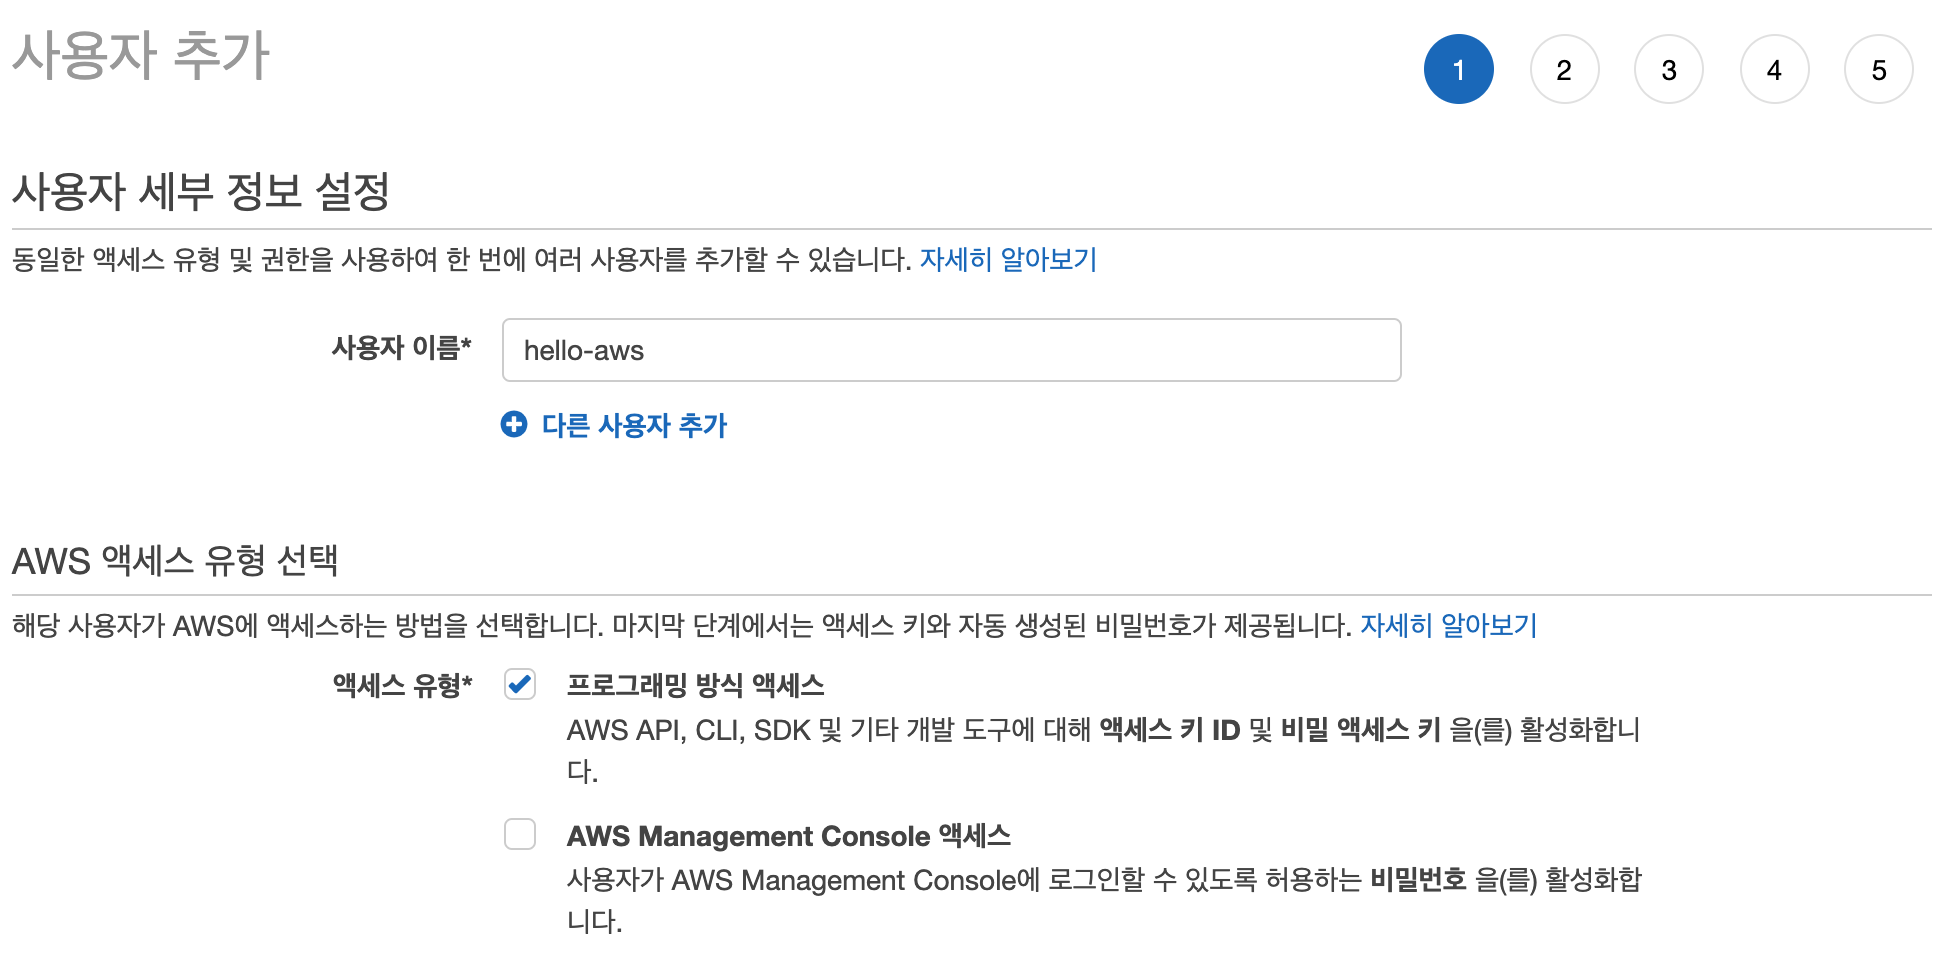 사용자 추가
1 2 3 4 5
사용자 세부 정보 설정
동일한 액세스 유형 및 권한을 사용하여 한 번에 여러 사용자를 추가할 수 있습니다. 자세히 알아보기
사용자 이름* hello-aws
다른 사용자 추가
AWS 액세스 유형 선택
해당 사용자가 AWS에 액세스하는 방법을 선택합니다. 마지막 단계에서는 액세스 키와 자동 생성된 비밀번호가 제공됩니다. 자세히 알아보기
액세스 유형* 프로그래밍 방식 액세스
AWS API, CLI, SDK 및 기타 개발 도구에 대해 액세스 키 ID 및 비밀 액세스 키 을(를) 활성화합니
다.
AWS Management Console 액세스
사용자가 AWS Management Console에 로그인할 수 있도록 허용하는 비밀번호 을(를) 활성화합
니다.